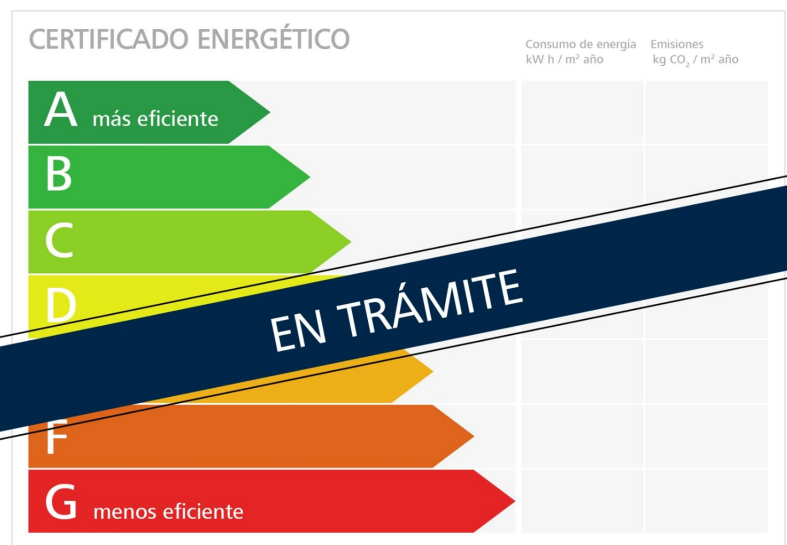 CERTIFICADO ENERGÉTICO
Consumo de energía
kW h / m² año
Emisiones
kg CO₂ / m² año
A más eficiente
B
C
D
EN TRÁMITE
F
G menos eficiente